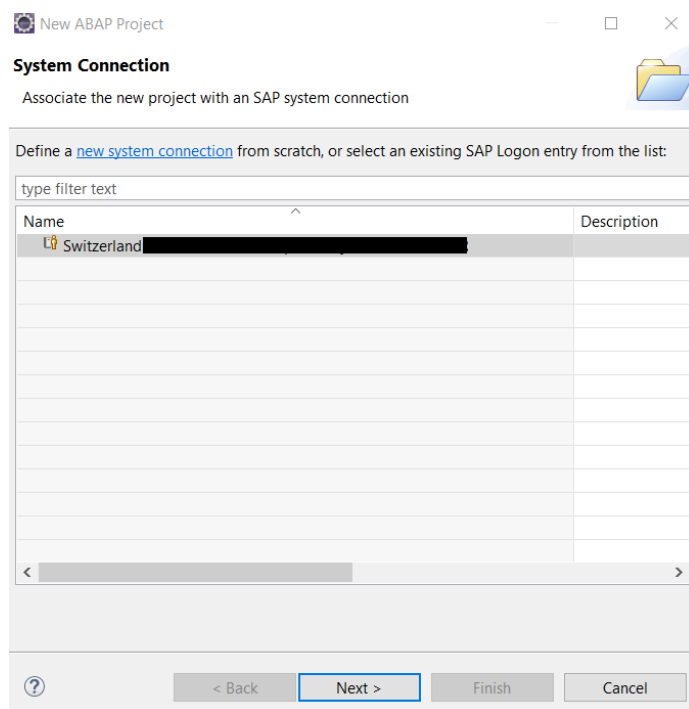 New ABAP Project
System Connection
Associate the new project with an SAP system connection
Define a new system connection from scratch, or select an existing SAP Logon entry from the list:
type filter text
Name Description
Switzerland
< Back Next > Finish Cancel